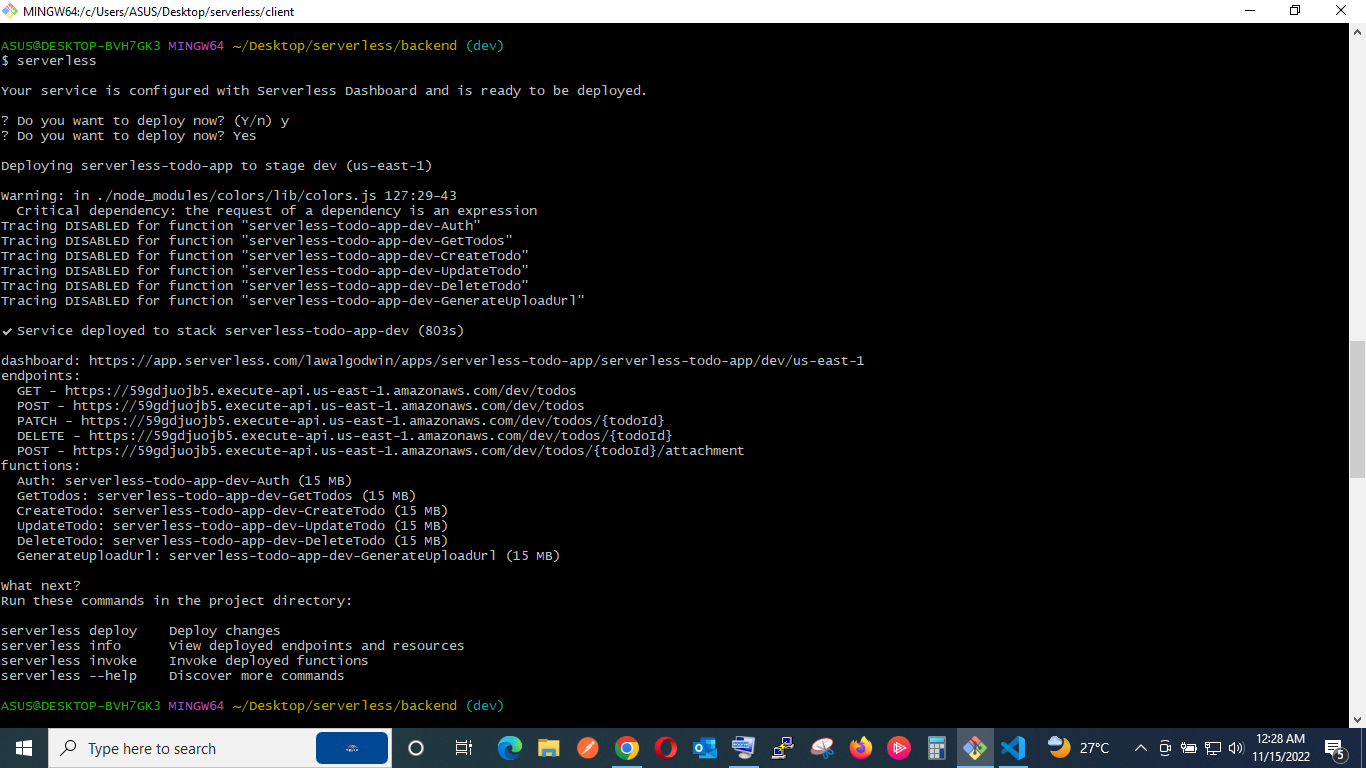 MINGW64:/c/Users/ASUS/Desktop/serverless/client
ASUS@DESKTOP-BVH7GK3 MINGW64 ~/Desktop/serverless/backend (dev)
$ serverless
Your service is configured with Serverless Dashboard and is ready to be deployed.
? Do you want to deploy now? (Y/n) y
? Do you want to deploy now? Yes
Deploying serverless-todo-app to stage dev (us-east-1)
Warning: in ./node_modules/colors/lib/colors.js 127:29-43
Critical dependency: the request of a dependency is an expression
Tracing DISABLED for function "serverless-todo-app-dev-Auth"
Tracing DISABLED for function "serverless-todo-app-dev-GetTodos"
Tracing DISABLED for function "serverless-todo-app-dev-CreateTodo"
Tracing DISABLED for function "serverless-todo-app-dev-UpdateTodo"
Tracing DISABLED for function "serverless-todo-app-dev-DeleteTodo"
Tracing DISABLED for function "serverless-todo-app-dev-GenerateUploadUrl"
✔ Service deployed to stack serverless-todo-app-dev (803s)
dashboard: https://app.serverless.com/lawalgodwin/apps/serverless-todo-app/serverless-todo-app/dev/us-east-1
endpoints:
GET - https://59gdjuojb5.execute-api.us-east-1.amazonaws.com/dev/todos
POST - https://59gdjuojb5.execute-api.us-east-1.amazonaws.com/dev/todos
PATCH - https://59gdjuojb5.execute-api.us-east-1.amazonaws.com/dev/todos/{todoId}
DELETE - https://59gdjuojb5.execute-api.us-east-1.amazonaws.com/dev/todos/{todoId}
POST - https://59gdjuojb5.execute-api.us-east-1.amazonaws.com/dev/todos/{todoId}/attachment
functions:
Auth: serverless-todo-app-dev-Auth (15 MB)
GetTodos: serverless-todo-app-dev-GetTodos (15 MB)
CreateTodo: serverless-todo-app-dev-CreateTodo (15 MB)
UpdateTodo: serverless-todo-app-dev-UpdateTodo (15 MB)
DeleteTodo: serverless-todo-app-dev-DeleteTodo (15 MB)
GenerateUploadUrl: serverless-todo-app-dev-GenerateUploadUrl (15 MB)
What next?
Run these commands in the project directory:
serverless deploy    Deploy changes
serverless info      View deployed endpoints and resources
serverless invoke    Invoke deployed functions
serverless --help    Discover more commands
ASUS@DESKTOP-BVH7GK3 MINGW64 ~/Desktop/serverless/backend (dev)
Type here to search
27°C
12:28 AM
11/15/2022
5